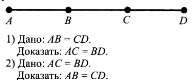 A B C D
1) Дано: AB = CD.
Доказать: AC = BD.
2) Дано: AC = BD.
Доказать: AB = CD.